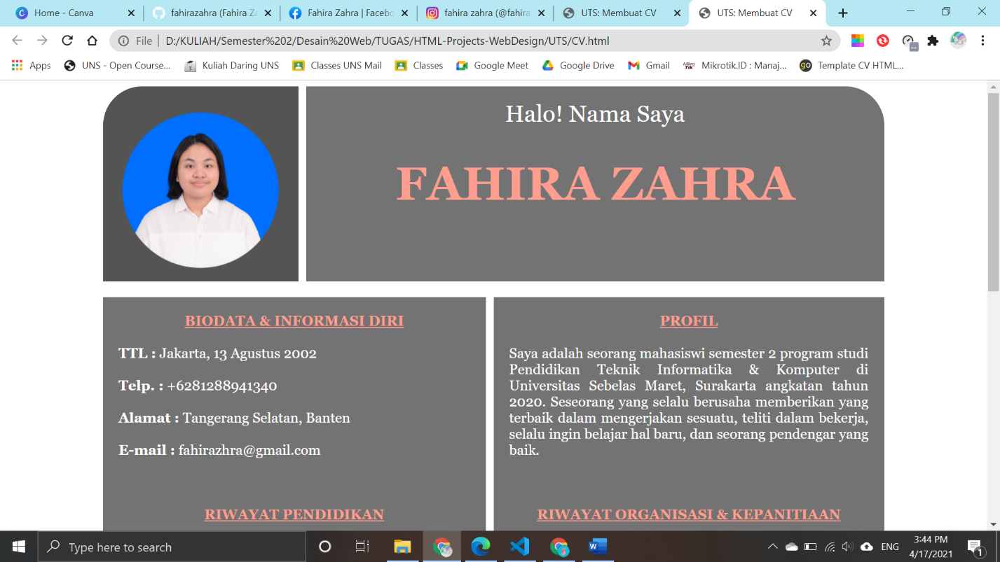 Home - Canva
fahirazahra (Fahira Za
Fahira Zahra | Facebo
fahira zahra (@fahira.
UTS: Membuat CV
UTS: Membuat CV
File | D:/KULIAH/Semester%202/Desain%20Web/TUGAS/HTML-Projects-WebDesign/UTS/CV.html
Apps
UNS - Open Course...
Kuliah Daring UNS
Classes UNS Mail
Classes
Google Meet
Google Drive
Gmail
Mikrotik.ID : Manaj...
go
Template CV HTML...
Halo! Nama Saya
FAHIRA ZAHRA
BIODATA & INFORMASI DIRI
TTL : Jakarta, 13 Agustus 2002
Telp. : +6281288941340
Alamat : Tangerang Selatan, Banten
E-mail : fahirazhra@gmail.com
RIWAYAT PENDIDIKAN
PROFIL
Saya adalah seorang mahasiswi semester 2 program studi
Pendidikan Teknik Informatika & Komputer di
Universitas Sebelas Maret, Surakarta angkatan tahun
2020. Seseorang yang selalu berusaha memberikan yang
terbaik dalam mengerjakan sesuatu, teliti dalam bekerja,
selalu ingin belajar hal baru, dan seorang pendengar yang
baik.
RIWAYAT ORGANISASI & KEPANITIAAN
Type here to search
ENG
3:44 PM
4/17/2021
1